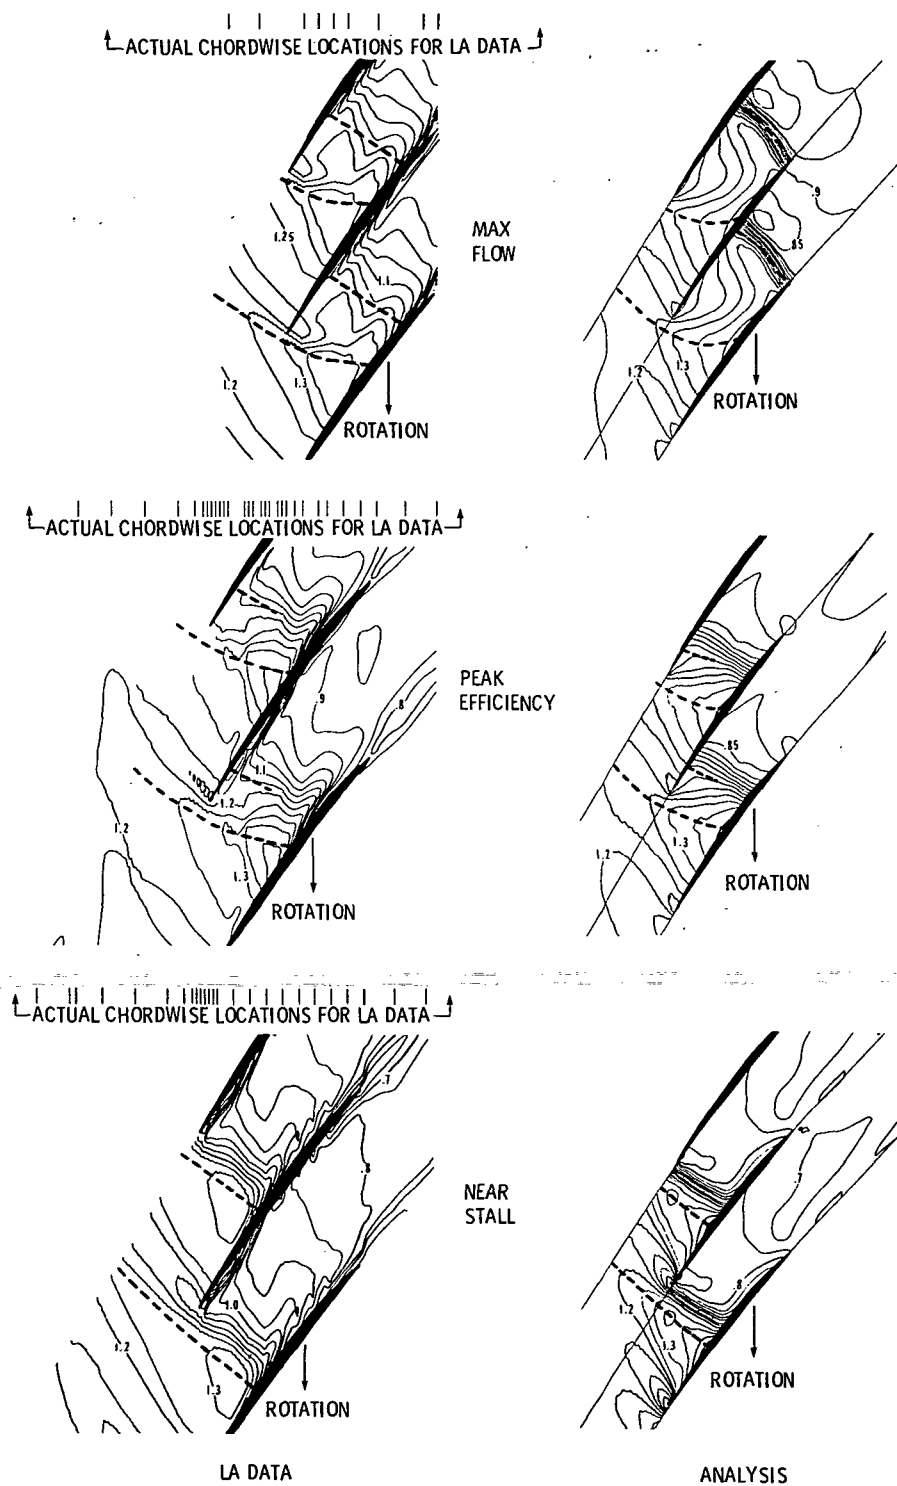 ACTUAL CHORDWISE LOCATIONS FOR LA DATA
1.25
1.1
1.2
1.3
ROTATION
MAX
FLOW
.9
.85
1.2
1.3
ROTATION
ACTUAL CHORDWISE LOCATIONS FOR LA DATA
.9
.8
1.1
1.2
1.2
1.3
ROTATION
PEAK
EFFICIENCY
.85
1.3
1.2
ROTATION
ACTUAL CHORDWISE LOCATIONS FOR LA DATA
.7
.8
1.0
1.2
1.3
ROTATION
NEAR
STALL
.7
.8
1.2
1.3
ROTATION
LA DATA
ANALYSIS